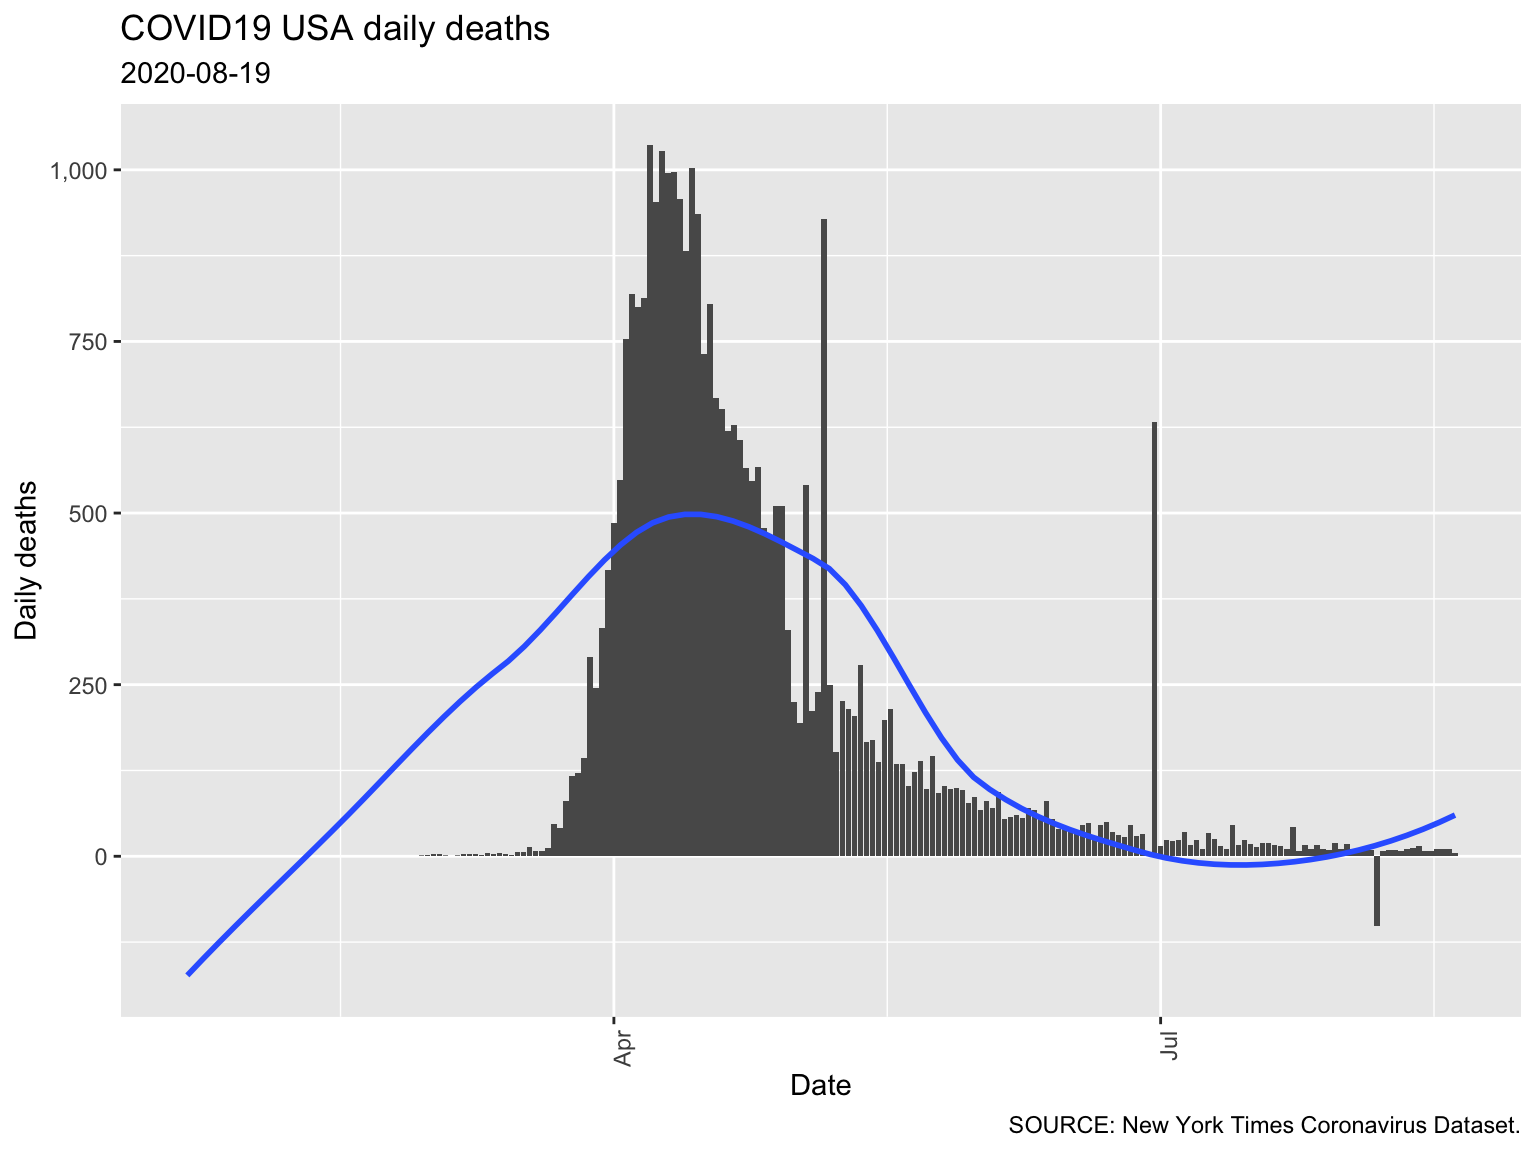 COVID19 USA daily deaths
2020-08-19
1,000
750
500
250
0
Daily deaths
Apr
Jul
Date
SOURCE: New York Times Coronavirus Dataset.